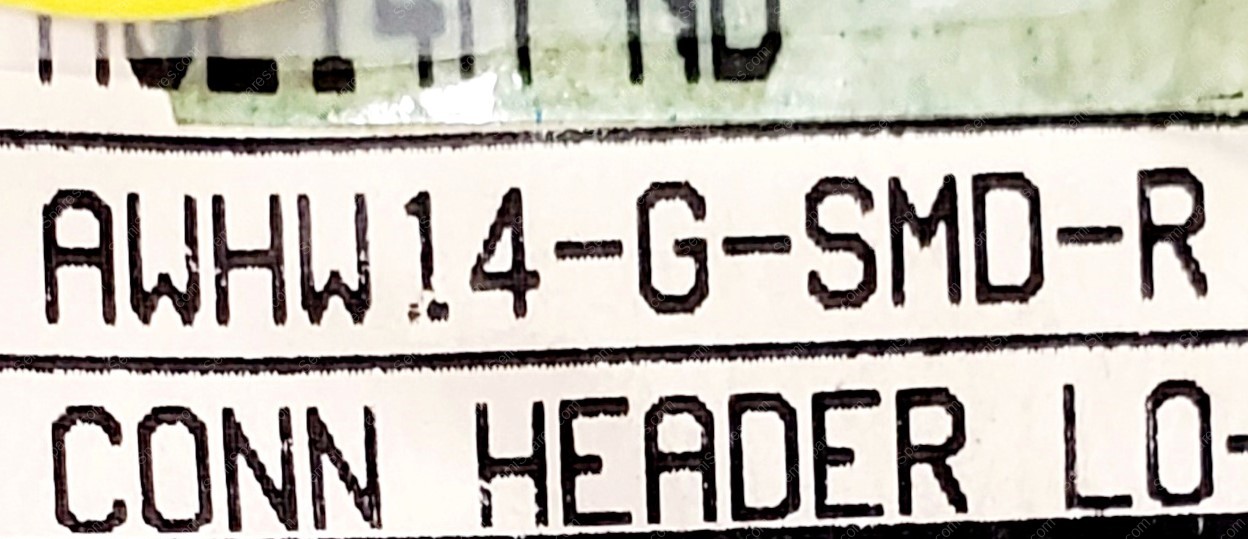 AWHW14-G-SMD-R
CONN HEADER LO-